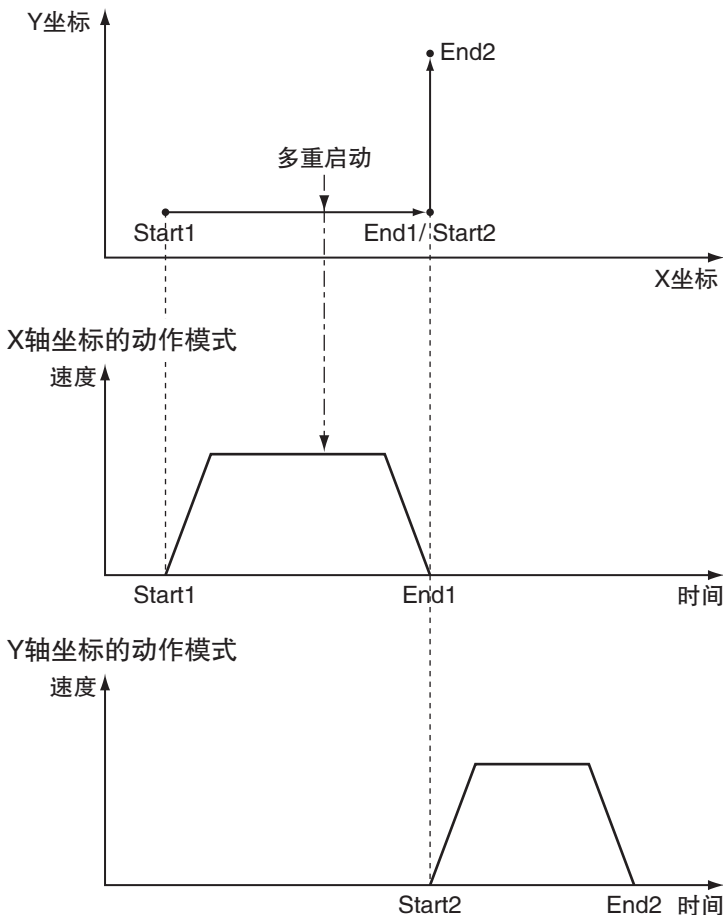 Y坐标
End2
多重启动
Start1
End1/ Start2
X坐标
X轴坐标的动作模式
速度
Start1
End1
时间
Y轴坐标的动作模式
速度
Start2
End2
时间